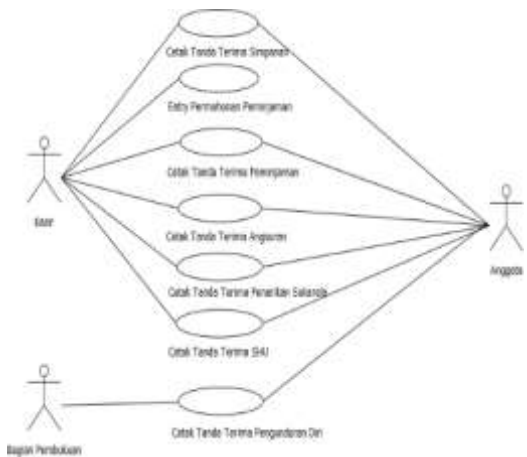 Cetak Tanda Terima Simpanan
Entry Permohonan Peminjaman
Cetak Tanda Terima Peminjaman
Kasir
Cetak Tanda Terima Angsuran
Anggota
Cetak Tanda Terima Penarikan Sukarela
Cetak Tanda Terima SHU
Cetak Tanda Terima Pengunduran Diri
Bagian Pembukuan